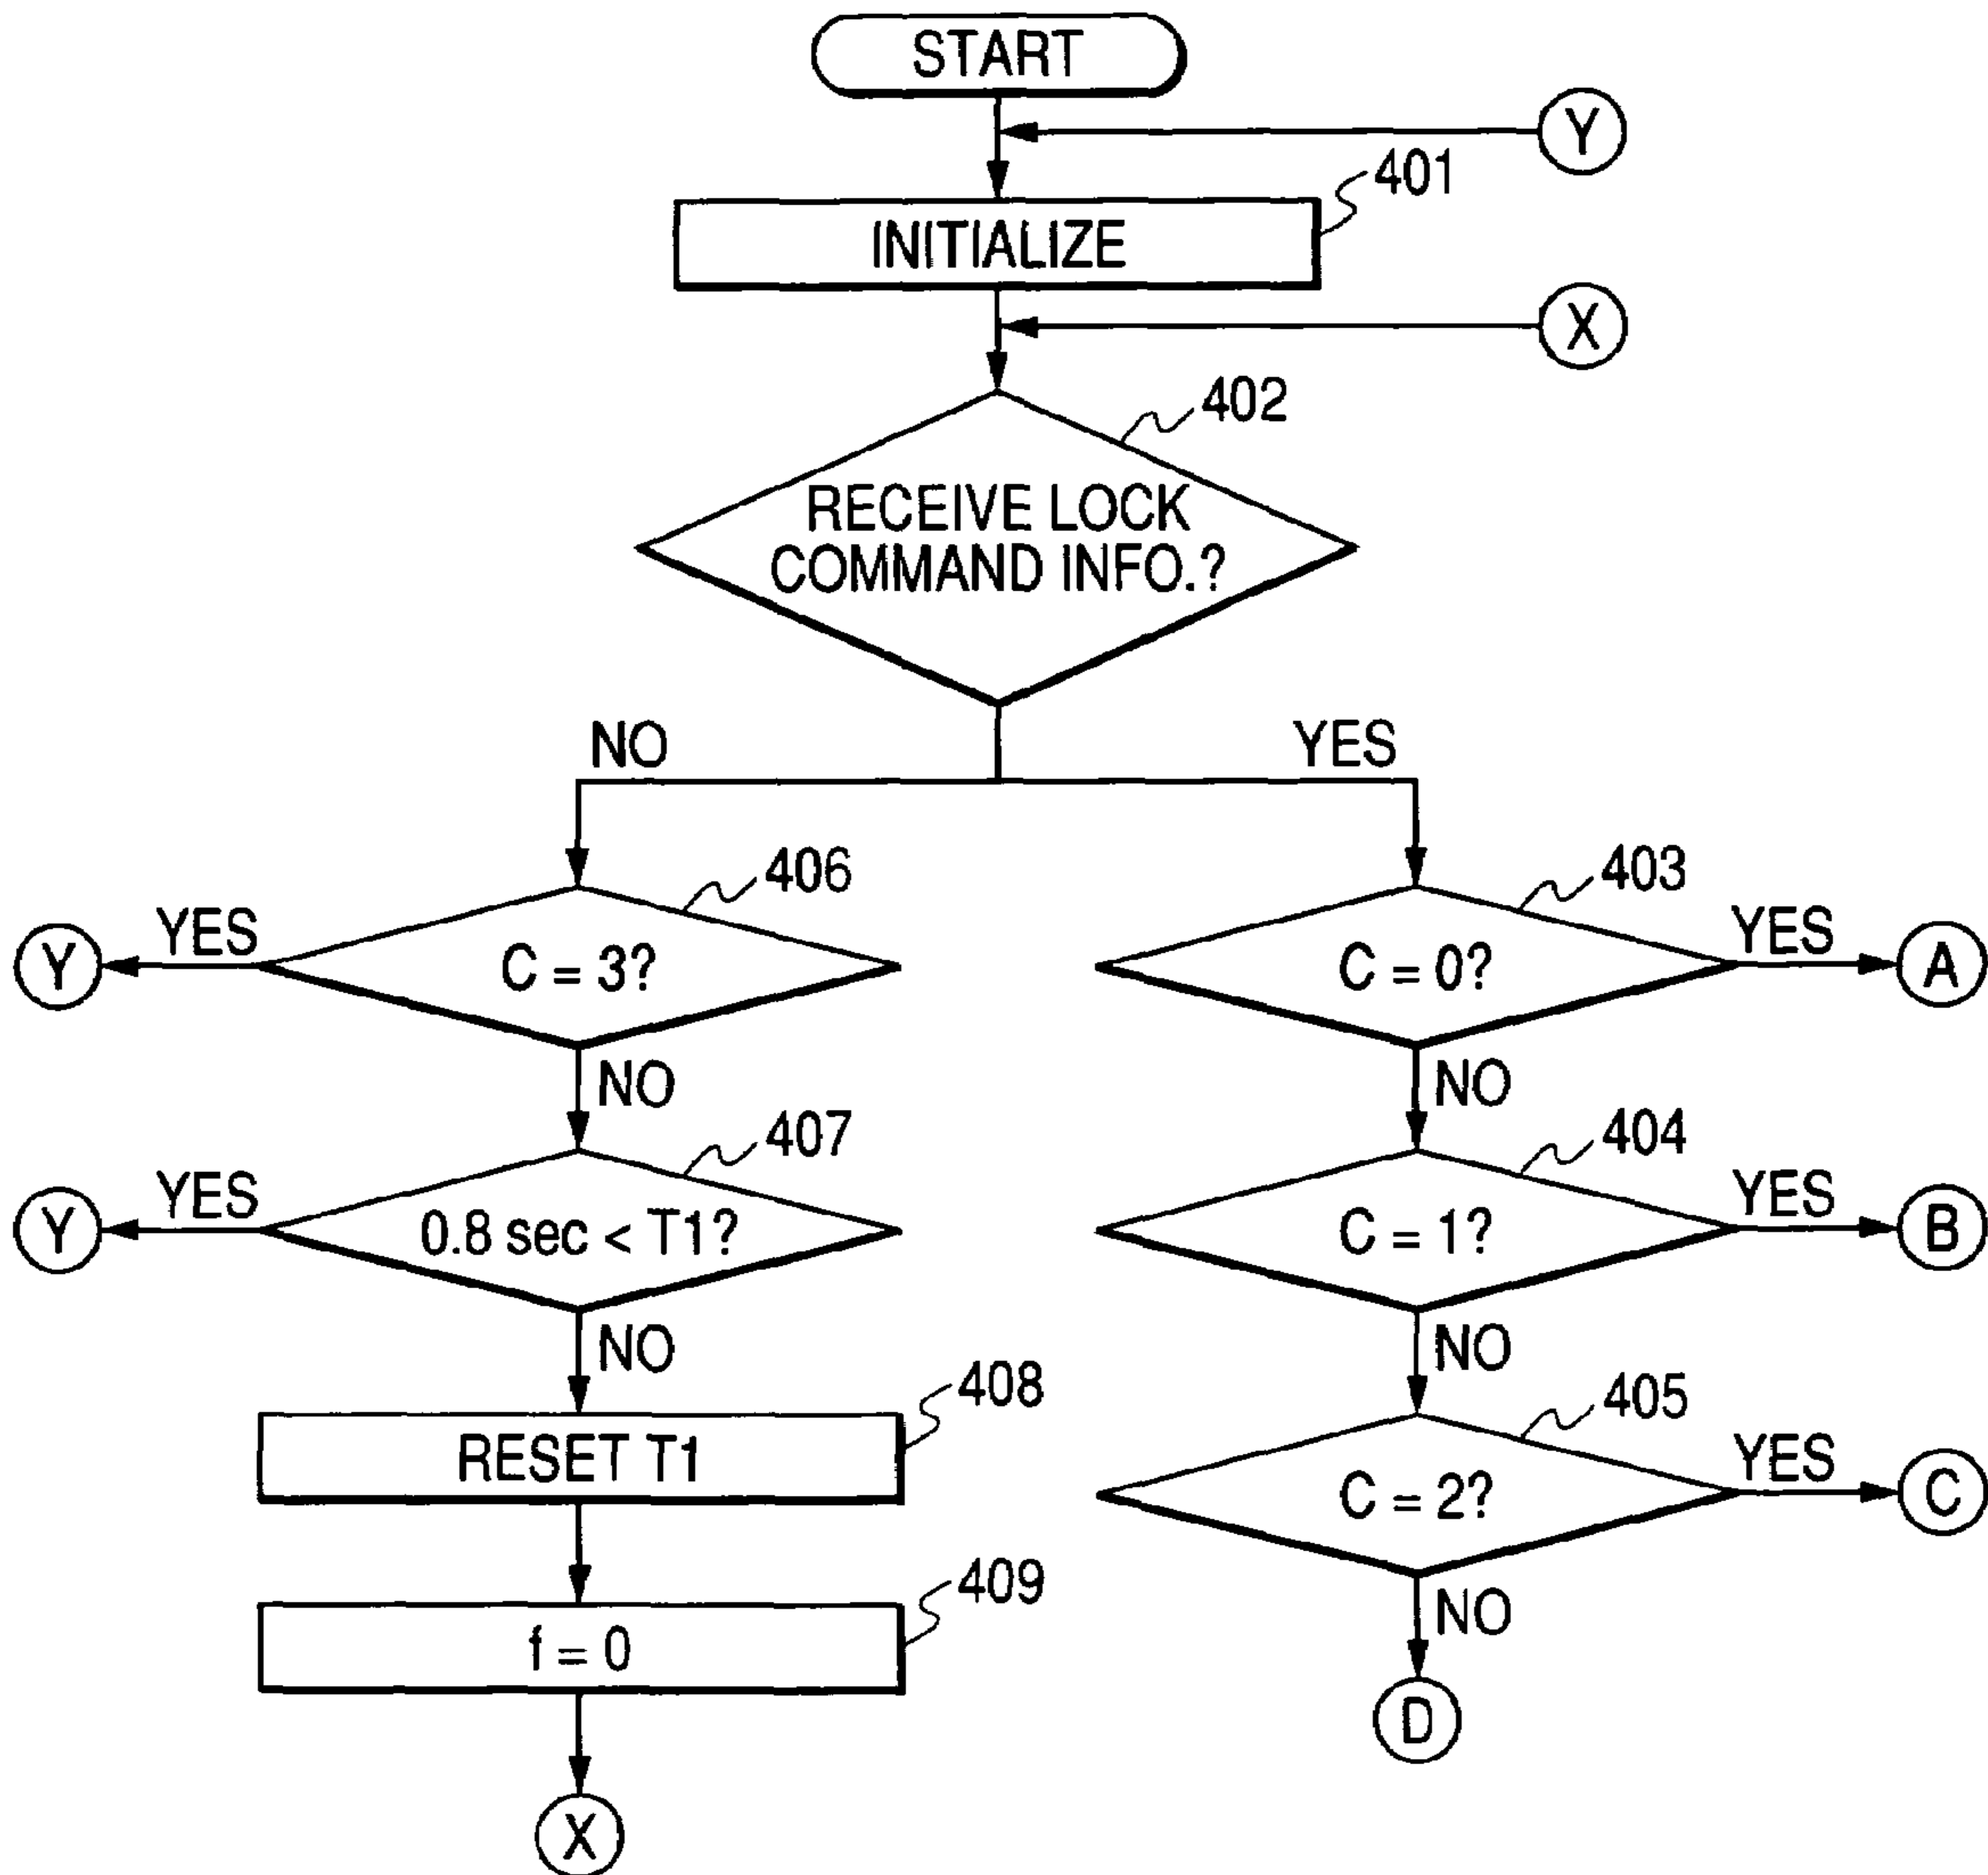 START
Y
401
INITIALIZE
X
402
RECEIVE LOCK
COMMAND INFO.?
NO
YES
406
403
YES
YES
Y
C = 3?
C = 0?
A
NO
NO
407
404
YES
YES
Y
0.8 sec < T1?
C = 1?
B
NO
NO
408
405
RESET T1
YES
C = 2?
C
409
NO
f = 0
D
X